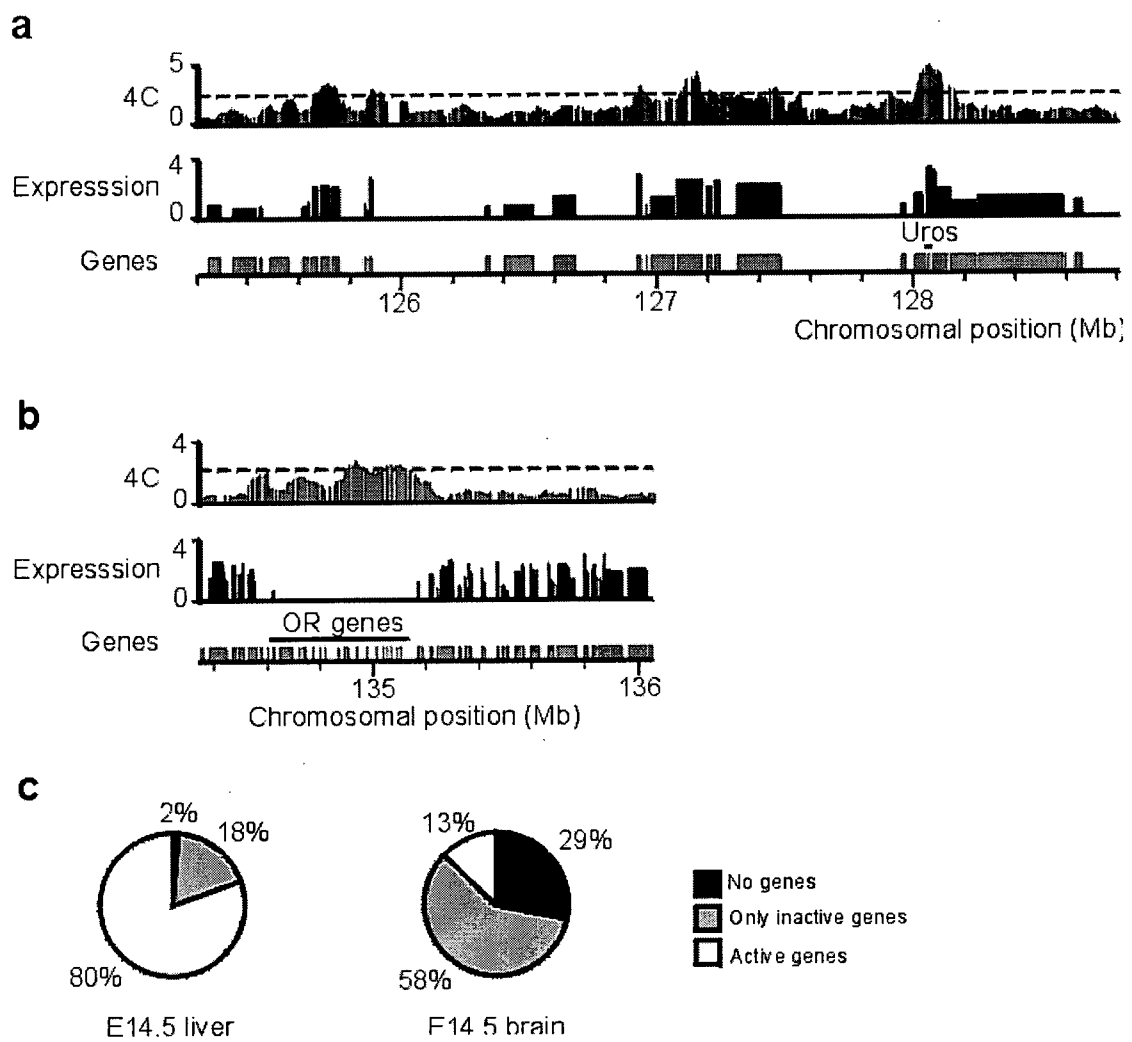 a
5
4C
0
4
Expresssion
0
Uros
Genes
126 127 128
Chromosomal position (Mb)
b
4
4C
0
4
Expresssion
0
OR genes
Genes
135 136
Chromosomal position (Mb)
c
2%
18%
80%
E14.5 liver
13%
29%
58%
E14.5 brain
No genes
Only inactive genes
Active genes